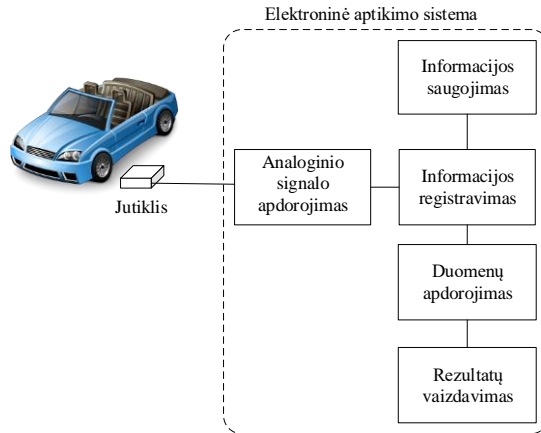 Elektroninė aptikimo sistema
Informacijos
saugojimas
Analoginio
signalo
apdorojimas
Informacijos
registravimas
Jutiklis
Duomenų
apdorojimas
Rezultatų
vaizdavimas